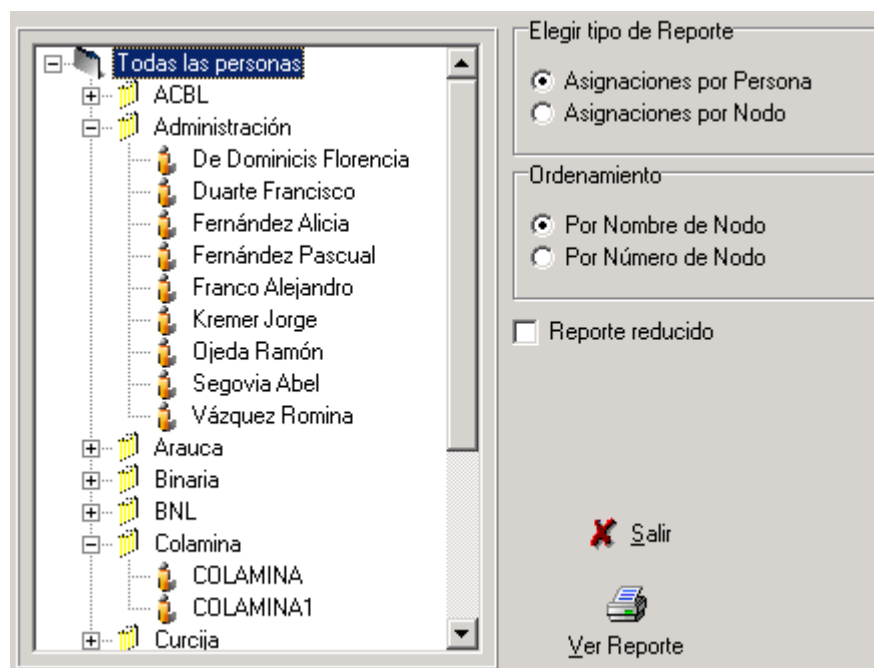 Todas las personas
ACBL
Administración
De Dominicis Florencia
Duarte Francisco
Fernández Alicia
Fernández Pascual
Franco Alejandro
Kremer Jorge
Ojeda Ramón
Segovia Abel
Vázquez Romina
Arauca
Binaria
BNL
Colamina
COLAMINA
COLAMINA1
Curcija
Elegir tipo de Reporte
Asignaciones por Persona
Asignaciones por Nodo
Ordenamiento
Por Nombre de Nodo
Por Número de Nodo
Reporte reducido
Salir
Ver Reporte